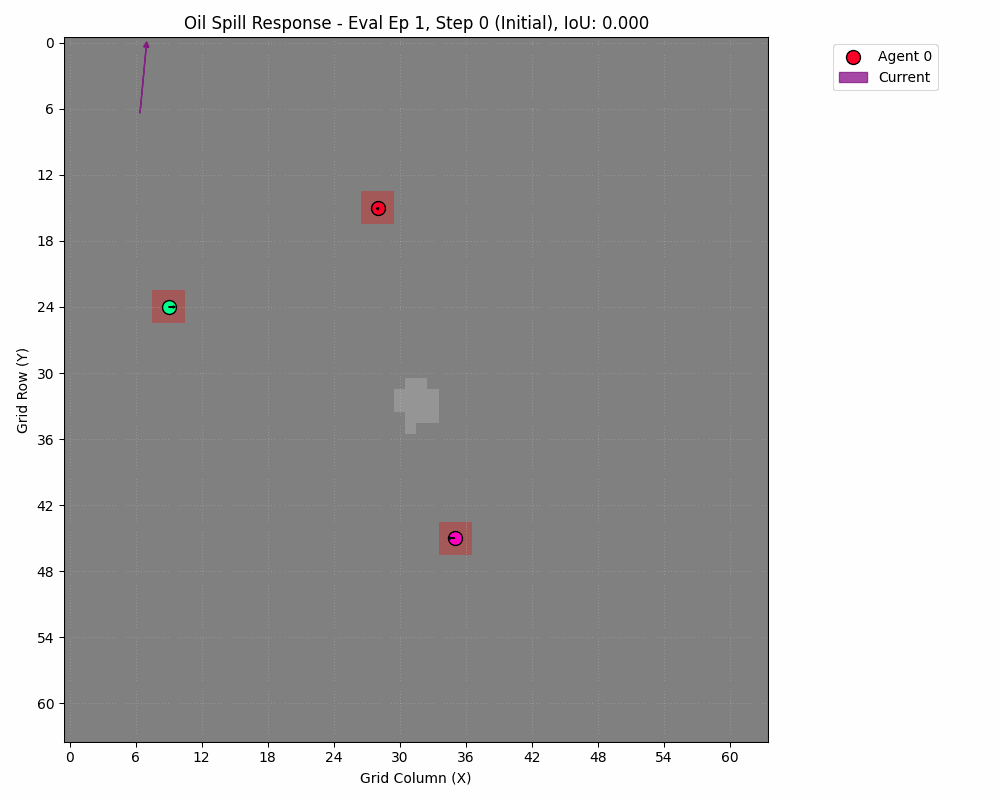 Oil Spill Response - Eval Ep 1, Step 0 (Initial), IoU: 0.000
Agent 0
Current
0
6
12
18
24
30
36
42
48
54
60
Grid Row (Y)
0 6 12 18 24 30 36 42 48 54 60
Grid Column (X)